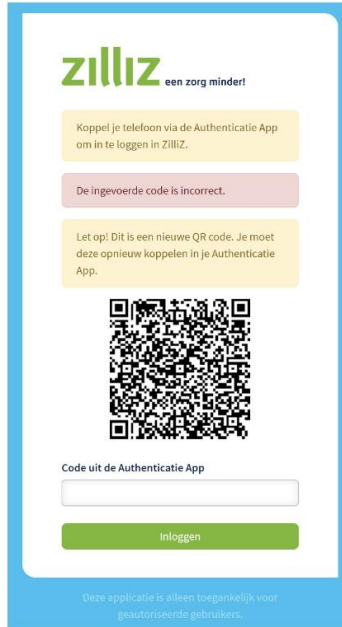 zilliz een zorg minder!
Koppel je telefoon via de Authenticatie App
om in te loggen in ZilliZ.
De ingevoerde code is incorrect.
Let op! Dit is een nieuwe QR code. Je moet
deze opnieuw koppelen in je Authenticatie
App.
Code uit de Authenticatie App
Inloggen
Deze applicatie is alleen toegankelijk voor
geautoriseerde gebruikers.